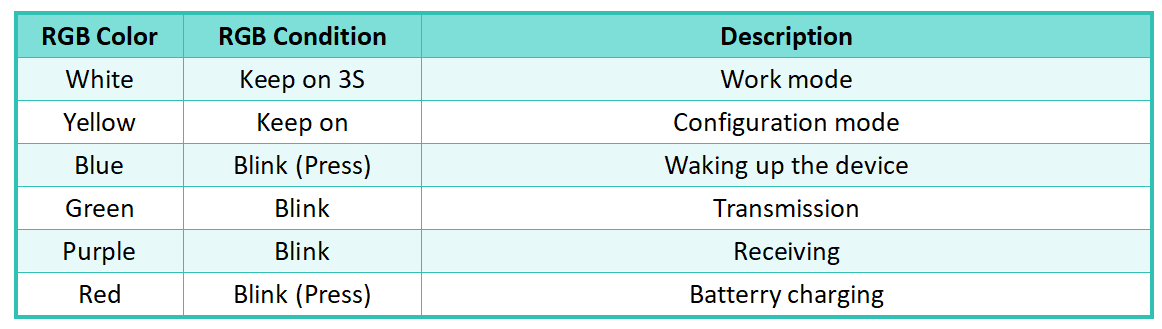 RGB Color RGB Condition Description
White Keep on 3S Work mode
Yellow Keep on Configuration mode
Blue Blink (Press) Waking up the device
Green Blink Transmission
Purple Blink Receiving
Red Blink (Press) Batterry charging